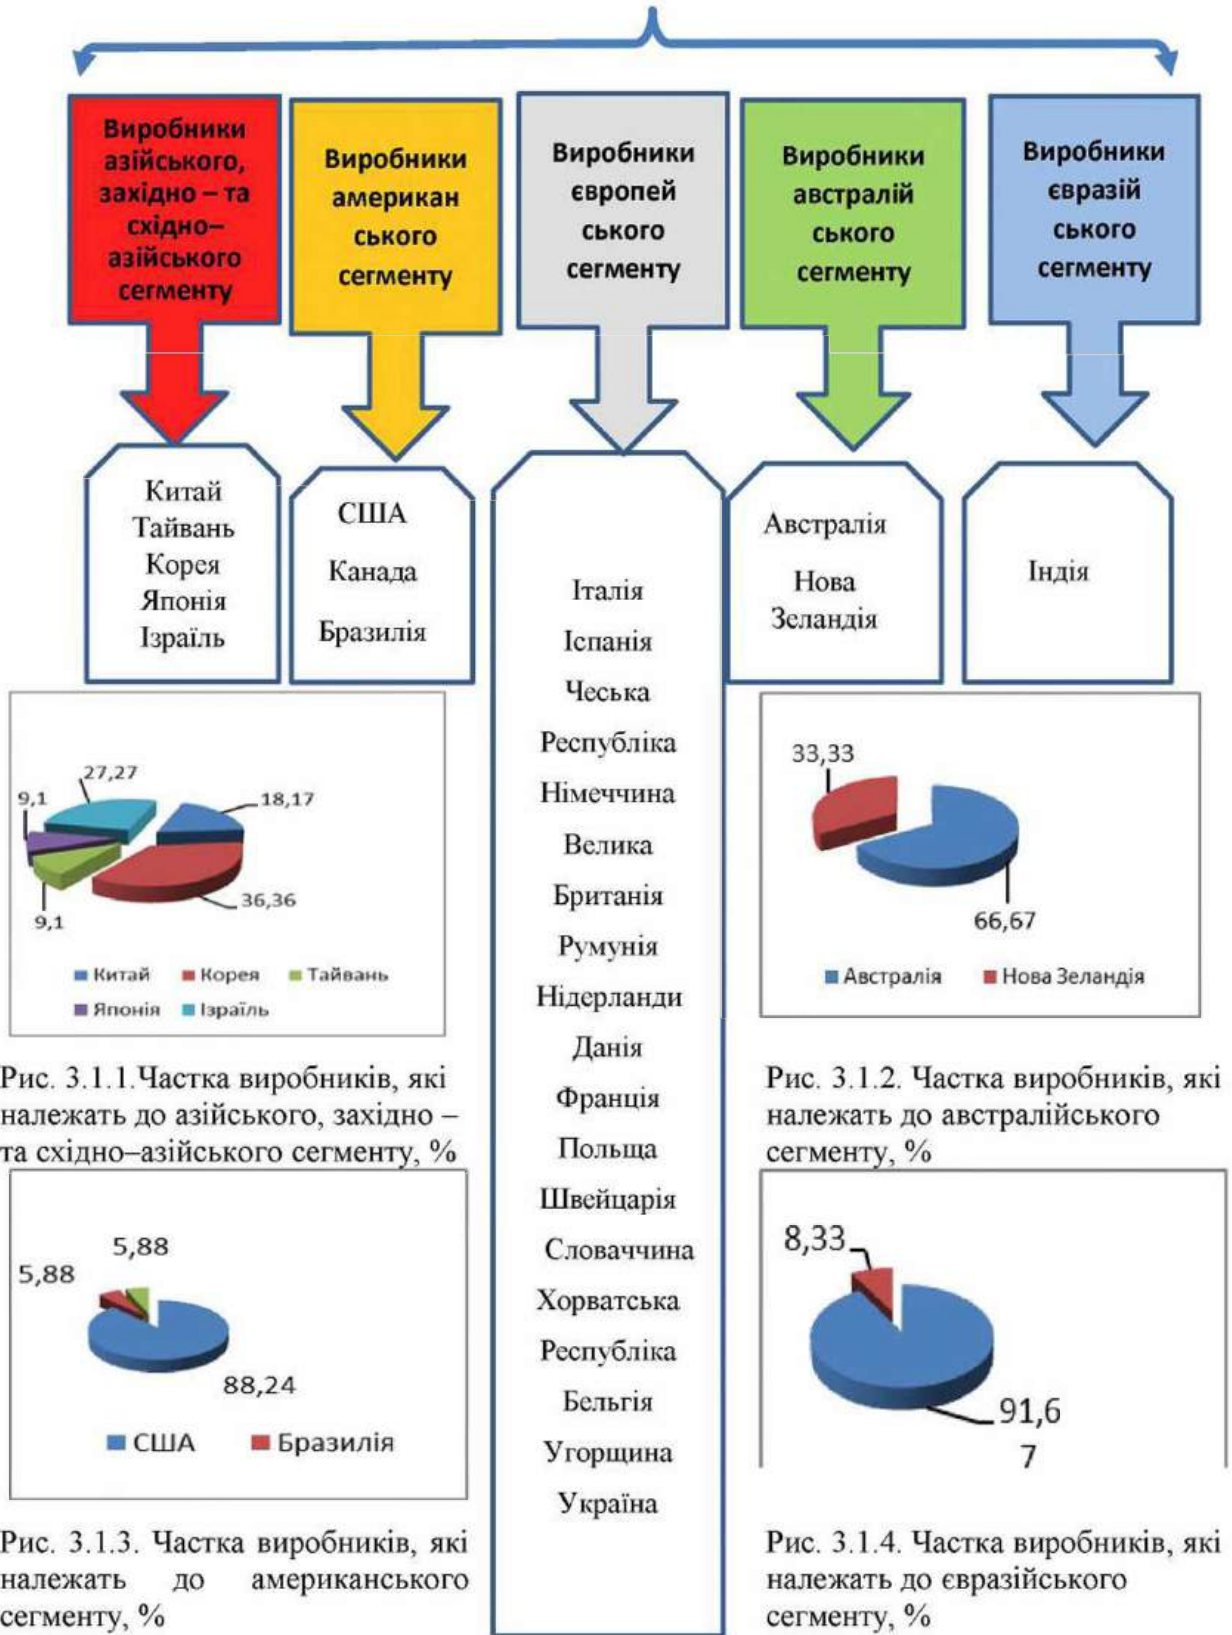 Виробники
азійського,
західно – та
східно–
азійського
сегменту
Виробники
американ
ського
сегменту
Виробники
європей
ського
сегменту
Виробники
австралій
ського
сегменту
Виробники
євразій
ського
сегменту
Китай
Тайвань
Корея
Японія
Ізраїль
США
Канада
Бразилія
Італія
Іспанія
Чеська
Республіка
Німеччина
Велика
Британія
Румунія
Нідерланди
Данія
Франція
Польща
Швейцарія
Словаччина
Хорватська
Республіка
Бельгія
Угорщина
Україна
Австралія
Нова
Зеландія
Індія
27,27
9,1
18,17
36,36
9,1
Китай Корея Тайвань
Японія Ізраїль
Рис. 3.1.1.Частка виробників, які
належать до азійського, західно –
та східно–азійського сегменту, %
33,33
66,67
Австралія Нова Зеландія
Рис. 3.1.2. Частка виробників, які
належать до австралійського
сегменту, %
5,88
5,88
88,24
США Бразилія
Рис. 3.1.3. Частка виробників, які
належать до американського
сегменту, %
8,33
91,6
7
Рис. 3.1.4. Частка виробників, які
належать до євразійського
сегменту, %